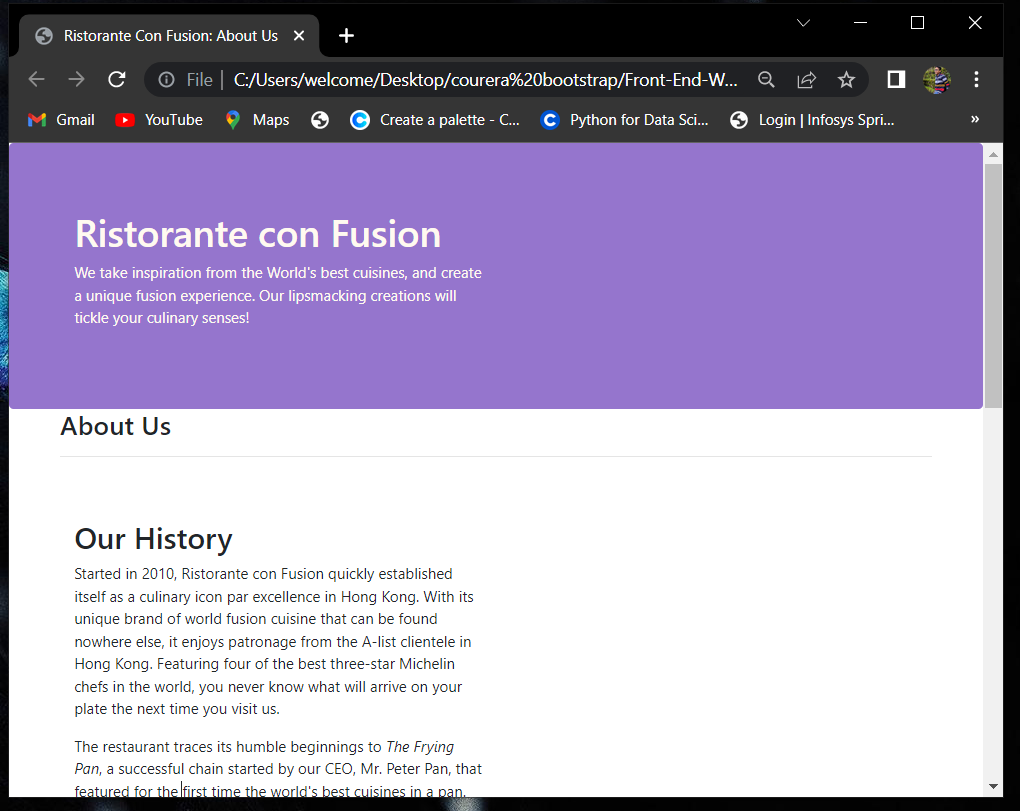 Ristorante Con Fusion: About Us
File | C:/Users/welcome/Desktop/courera%20bootstrap/Front-End-W...
Gmail YouTube Maps Create a palette - C... Python for Data Sci... Login | Infosys Spri... »
Ristorante con Fusion
We take inspiration from the World's best cuisines, and create
a unique fusion experience. Our lipsmacking creations will
tickle your culinary senses!
About Us
Our History
Started in 2010, Ristorante con Fusion quickly established
itself as a culinary icon par excellence in Hong Kong. With its
unique brand of world fusion cuisine that can be found
nowhere else, it enjoys patronage from the A-list clientele in
Hong Kong. Featuring four of the best three-star Michelin
chefs in the world, you never know what will arrive on your
plate the next time you visit us.
The restaurant traces its humble beginnings to The Frying
Pan, a successful chain started by our CEO, Mr. Peter Pan, that
featured for the first time the world's best cuisines in a pan.